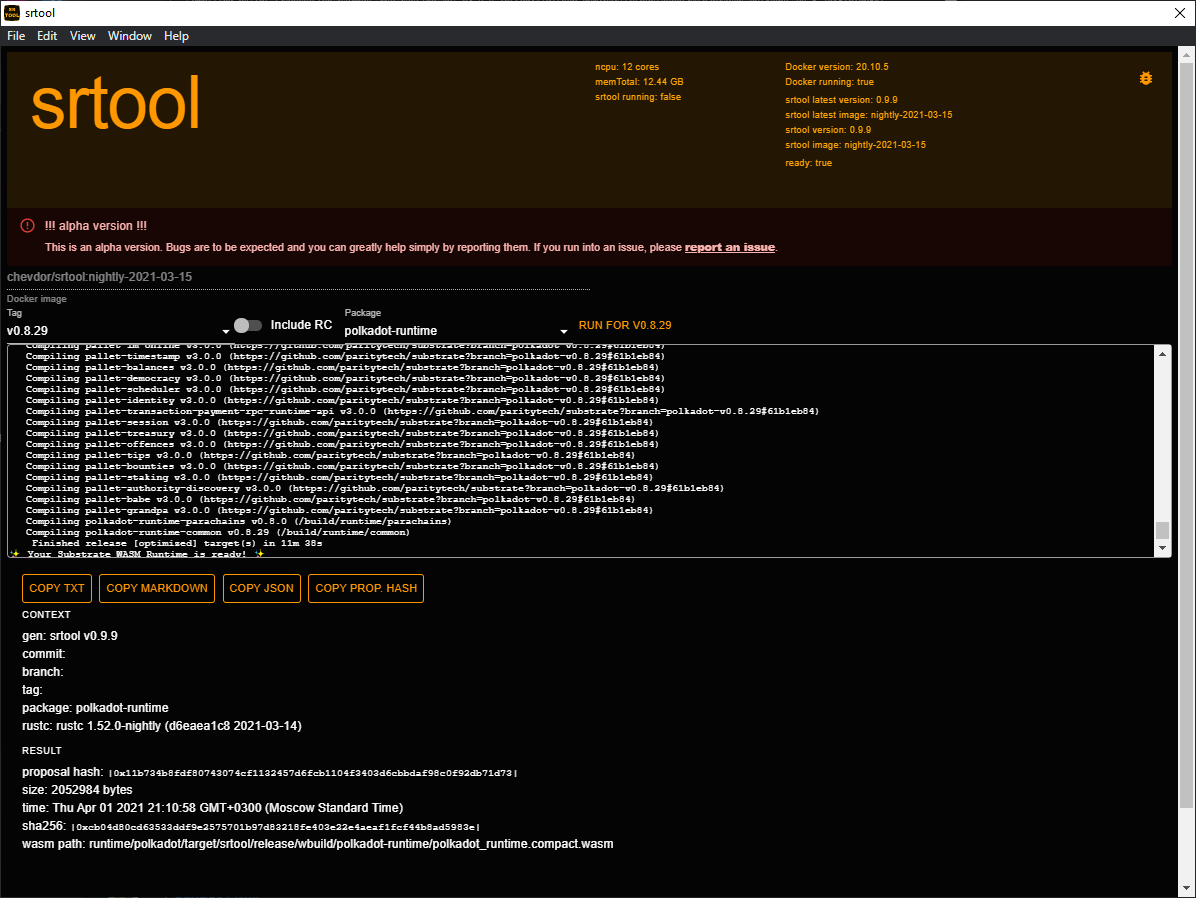 SR
TOOL
srtool
File Edit View Window Help
srtool
ncpu: 12 cores
memTotal: 12.44 GB
srtool running: false
Docker version: 20.10.5
Docker running: true
srtool latest version: 0.9.9
srtool latest image: nightly-2021-03-15
srtool version: 0.9.9
srtool image: nightly-2021-03-15
ready: true
!!! alpha version !!!
This is an alpha version. Bugs are to be expected and you can greatly help simply by reporting them. If you run into an issue, please report an issue.
chevdor/srtool:nightly-2021-03-15
Docker image
Tag
v0.8.29
Include RC
Package
polkadot-runtime
RUN FOR V0.8.29
Compiling pallet-im-online v3.0.0 (https://github.com/paritytech/substrate?branch=polkadot-v0.8.29#61b1eb84)
Compiling pallet-timestamp v3.0.0 (https://github.com/paritytech/substrate?branch=polkadot-v0.8.29#61b1eb84)
Compiling pallet-balances v3.0.0 (https://github.com/paritytech/substrate?branch=polkadot-v0.8.29#61b1eb84)
Compiling pallet-democracy v3.0.0 (https://github.com/paritytech/substrate?branch=polkadot-v0.8.29#61b1eb84)
Compiling pallet-scheduler v3.0.0 (https://github.com/paritytech/substrate?branch=polkadot-v0.8.29#61b1eb84)
Compiling pallet-identity v3.0.0 (https://github.com/paritytech/substrate?branch=polkadot-v0.8.29#61b1eb84)
Compiling pallet-transaction-payment-rpc-runtime-api v3.0.0 (https://github.com/paritytech/substrate?branch=polkadot-v0.8.29#61b1eb84)
Compiling pallet-session v3.0.0 (https://github.com/paritytech/substrate?branch=polkadot-v0.8.29#61b1eb84)
Compiling pallet-treasury v3.0.0 (https://github.com/paritytech/substrate?branch=polkadot-v0.8.29#61b1eb84)
Compiling pallet-offences v3.0.0 (https://github.com/paritytech/substrate?branch=polkadot-v0.8.29#61b1eb84)
Compiling pallet-tips v3.0.0 (https://github.com/paritytech/substrate?branch=polkadot-v0.8.29#61b1eb84)
Compiling pallet-bounties v3.0.0 (https://github.com/paritytech/substrate?branch=polkadot-v0.8.29#61b1eb84)
Compiling pallet-staking v3.0.0 (https://github.com/paritytech/substrate?branch=polkadot-v0.8.29#61b1eb84)
Compiling pallet-authority-discovery v3.0.0 (https://github.com/paritytech/substrate?branch=polkadot-v0.8.29#61b1eb84)
Compiling pallet-babe v3.0.0 (https://github.com/paritytech/substrate?branch=polkadot-v0.8.29#61b1eb84)
Compiling pallet-grandpa v3.0.0 (https://github.com/paritytech/substrate?branch=polkadot-v0.8.29#61b1eb84)
Compiling polkadot-runtime-parachains v0.8.0 (/build/runtime/parachains)
Compiling polkadot-runtime-common v0.8.29 (/build/runtime/common)
Finished release [optimized] target(s) in 11m 38s
✨ Your Substrate WASM Runtime is ready! ✨
COPY TXT COPY MARKDOWN COPY JSON COPY PROP. HASH
CONTEXT
gen: srtool v0.9.9
commit:
branch:
tag:
package: polkadot-runtime
rustc: rustc 1.52.0-nightly (d6eaea1c8 2021-03-14)
RESULT
proposal hash: |0x11b734b8fdf80743074cf1132457d6fcb1104f3403d6cbbdaf98c0f92db71d73|
size: 2052984 bytes
time: Thu Apr 01 2021 21:10:58 GMT+0300 (Moscow Standard Time)
sha256: |0xcb04d80cd63533ddf9e2575701b97d83218fe403e22e4aeaf1fcf44b8ad5983e|
wasm path: runtime/polkadot/target/srtool/release/wbuild/polkadot-runtime/polkadot_runtime.compact.wasm